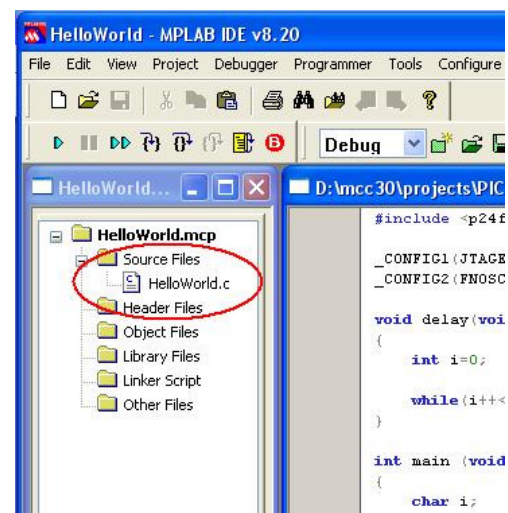 HelloWorld - MPLAB IDE v8.20
File Edit View Project Debugger Programmer Tools Configure
Debug
HelloWorld...
D:\mcc30\projects\PIC
HelloWorld.mcp
Source Files
HelloWorld.c
Header Files
Object Files
Library Files
Linker Script
Other Files
#include <p24f
_CONFIG1(JTAGE
_CONFIG2(FNOSC
void delay(voi
{
int i=0;
while(i++<
}
int main (void
{
char i;